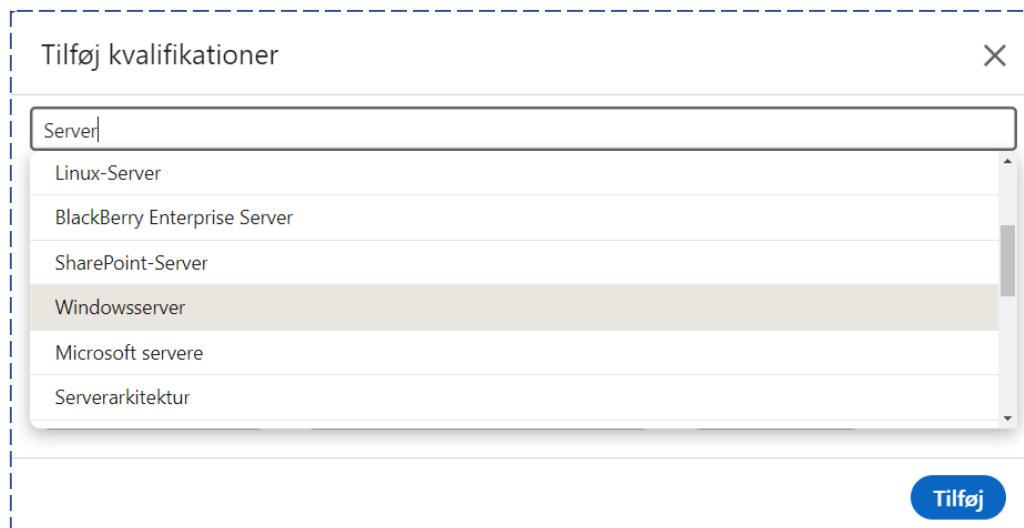 Tilføj kvalifikationer
Server
Linux-Server
BlackBerry Enterprise Server
SharePoint-Server
Windowsserver
Microsoft servere
Serverarkitektur
Tilføj